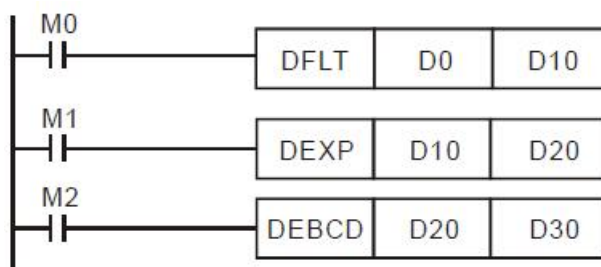 M0
DFLT D0 D10
M1
DEXP D10 D20
M2
DEBCD D20 D30